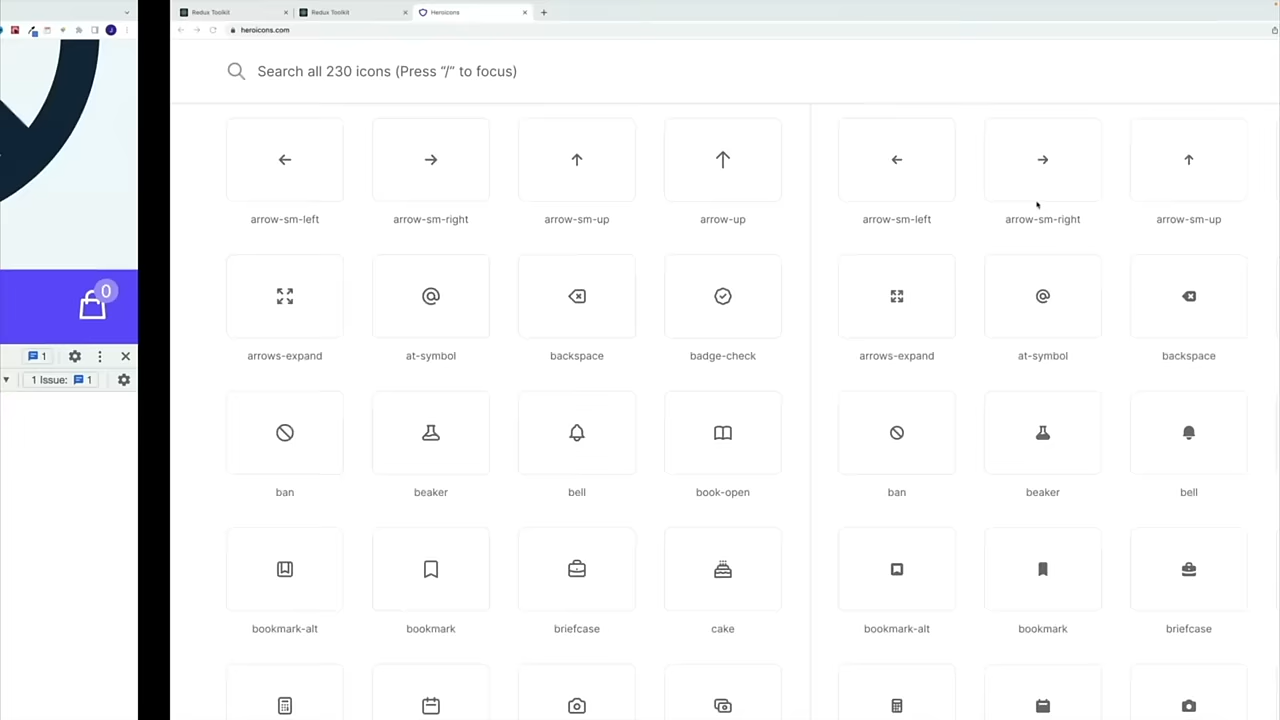 Redux Toolkit
Redux Toolkit
Heroicons
heroicons.com
Search all 230 icons (Press “/” to focus)
arrow-sm-left
arrow-sm-right
arrow-sm-up
arrow-up
arrow-sm-left
arrow-sm-right
arrow-sm-up
arrows-expand
at-symbol
backspace
badge-check
arrows-expand
at-symbol
backspace
0
1
1 Issue: 1
ban
beaker
bell
book-open
ban
beaker
bell
bookmark-alt
bookmark
briefcase
cake
bookmark-alt
bookmark
briefcase